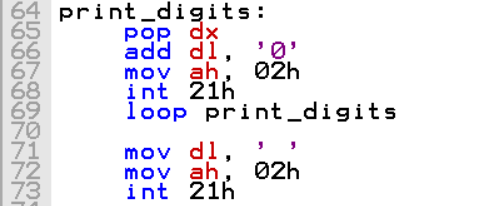 64 print_digits:
65 pop dx
66 add dl, '0'
67 mov ah, 02h
68 int 21h
69 loop print_digits
70
71 mov dl, ' '
72 mov ah, 02h
73 int 21h